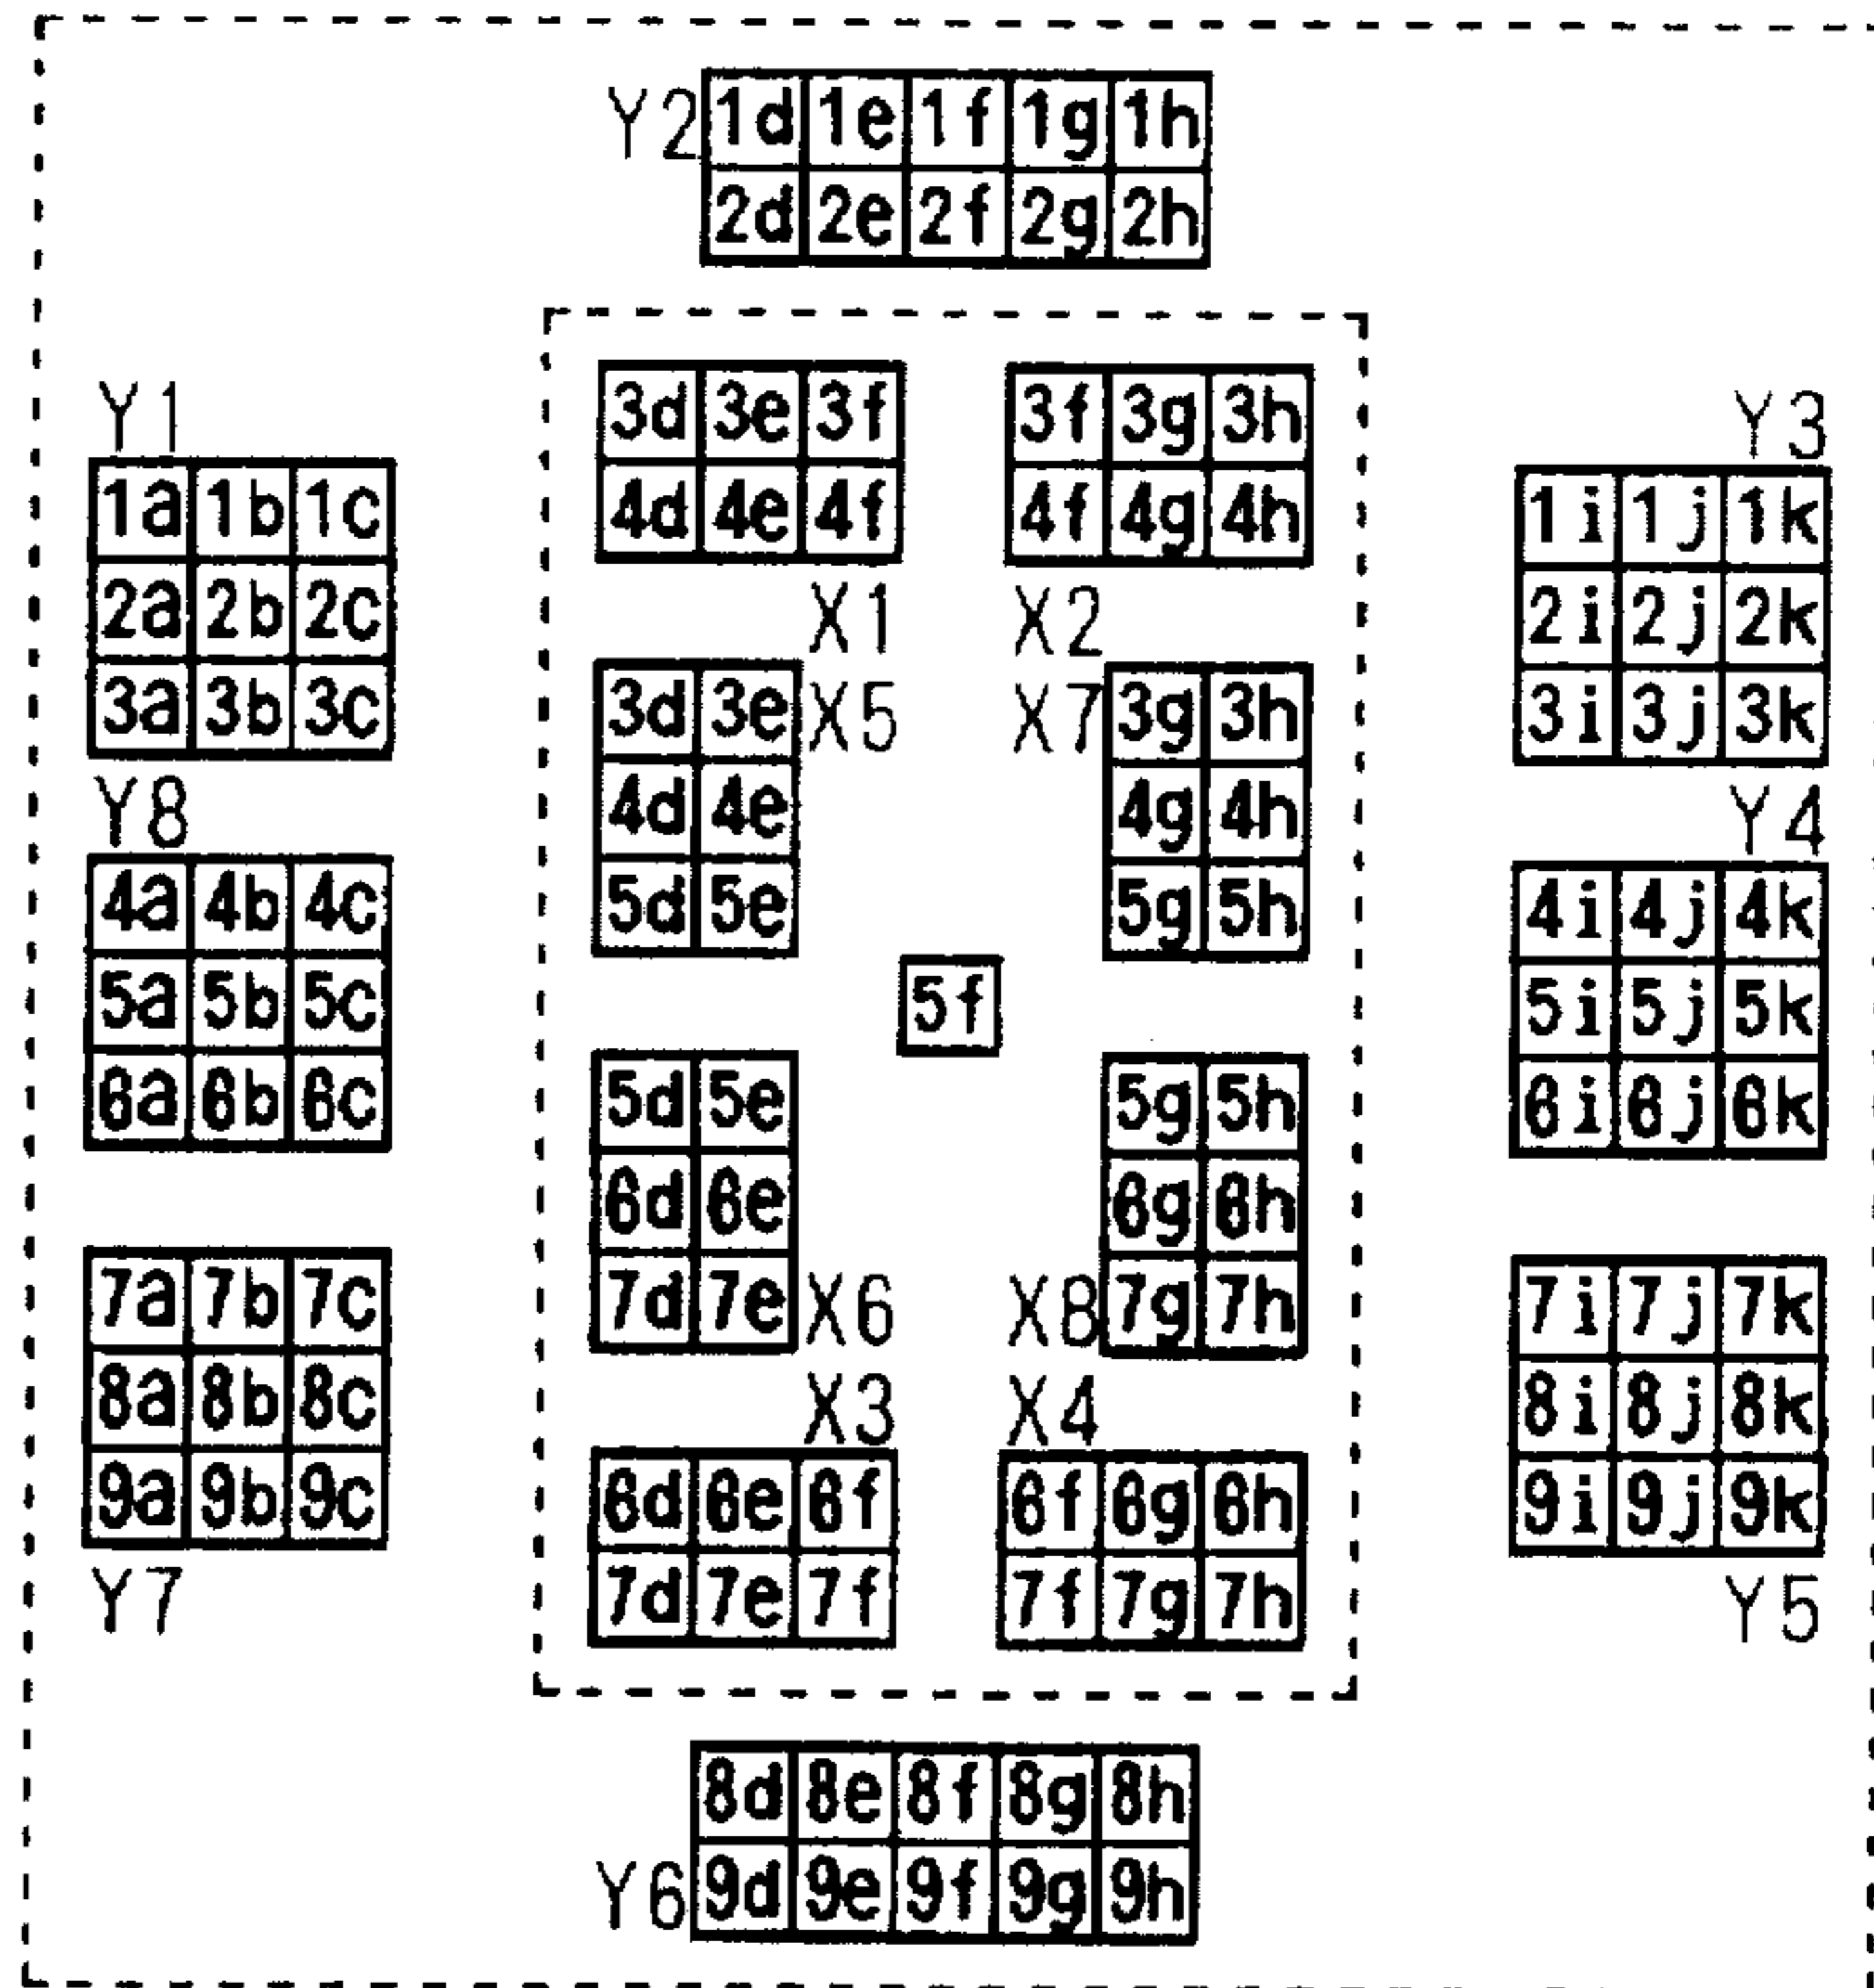 Y2 1d 1e 1f 1g 1h
2d 2e 2f 2g 2h
Y1
1a 1b 1c
2a 2b 2c
3a 3b 3c
Y8
4a 4b 4c
5a 5b 5c
6a 6b 6c
7a 7b 7c
8a 8b 8c
9a 9b 9c
Y7
3d 3e 3f
4d 4e 4f
X1
3f 3g 3h
4f 4g 4h
X2
3d 3e X5
4d 4e
5d 5e
X7 3g 3h
4g 4h
5g 5h
5f
5d 5e
6d 6e
7d 7e X6
5g 5h
6g 6h
X8 7g 7h
X3
6d 6e 6f
7d 7e 7f
X4
6f 6g 6h
7f 7g 7h
Y3
1i 1j 1k
2i 2j 2k
3i 3j 3k
Y4
4i 4j 4k
5i 5j 5k
6i 6j 6k
7i 7j 7k
8i 8j 8k
9i 9j 9k
Y5
8d 8e 8f 8g 8h
Y6 9d 9e 9f 9g 9h